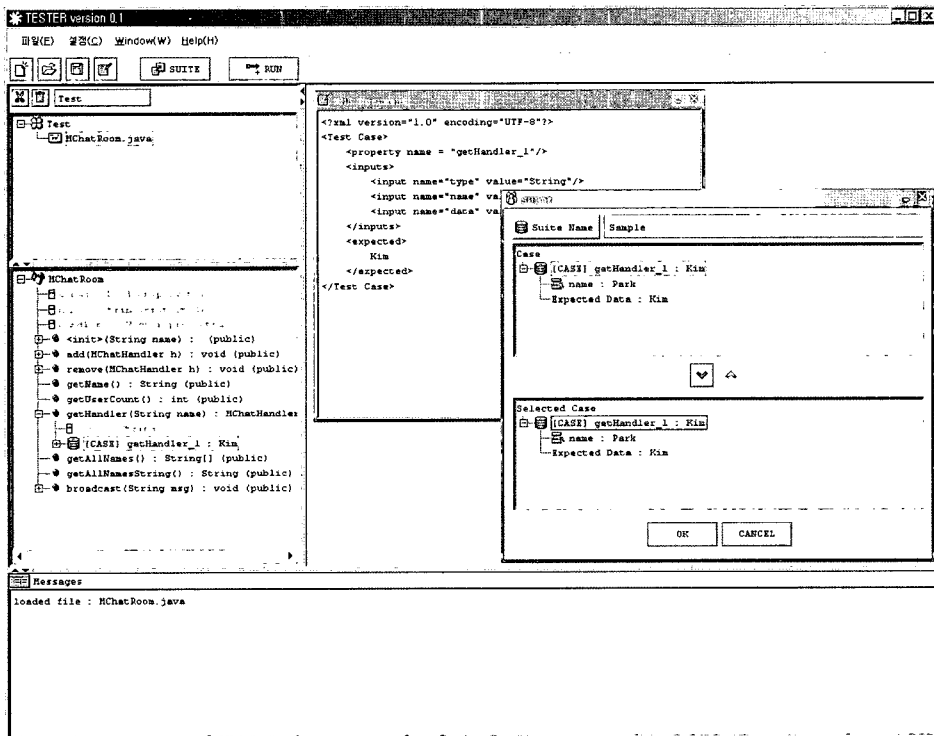 TESTER version 0.1
파일(F) 설정(C) Window(W) Help(H)
SUITE RUN
Test
Test
MChatRoom.java
MChatRoom
<init>(String name) : (public)
add(MChatHandler h) : void (public)
remove(MChatHandler h) : void (public)
getName() : String (public)
getUserCount() : int (public)
getHandler(String name) : MChatHandler
[CASE] getHandler_1 : Kim
getAllNames() : String[] (public)
getAllNamesString() : String (public)
broadcast(String msg) : void (public)
<?xml version="1.0" encoding="UTF-8"?>
<Test Case>
<property name = "getHandler_1"/>
<inputs>
<input name="type" value="String"/>
<input name="name" va
<input name="data" va
</inputs>
<expected>
Kim
</expected>
</Test Case>
Suite Name Sample
Case
[CASE] getHandler_1 : Kim
name : Park
Expected Data : Kim
Selected Case
[CASE] getHandler_1 : Kim
name : Park
Expected Data : Kim
OK CANCEL
Messages
loaded file : MChatRoom.java